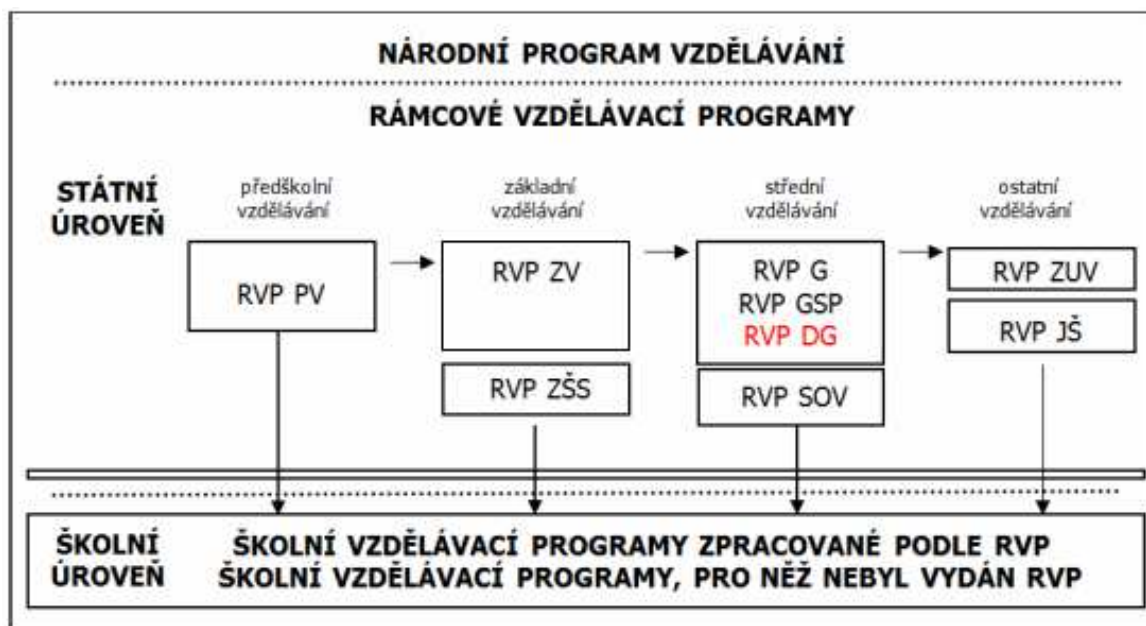 NÁRODNÍ PROGRAM VZDĚLÁVÁNÍ
RÁMCOVÉ VZDĚLÁVACÍ PROGRAMY
STÁTNÍ
ÚROVEŇ
předškolní
vzdělávání
základní
vzdělávání
střední
vzdělávání
ostatní
vzdělávání
RVP PV
RVP ZV
RVP ZŠS
RVP G
RVP GSP
RVP DG
RVP SOV
RVP ZUV
RVP JŠ
ŠKOLNÍ
ÚROVEŇ
ŠKOLNÍ VZDĚLÁVACÍ PROGRAMY ZPRACOVANÉ PODLE RVP
ŠKOLNÍ VZDĚLÁVACÍ PROGRAMY, PRO NĚŽ NEBYL VYDÁN RVP